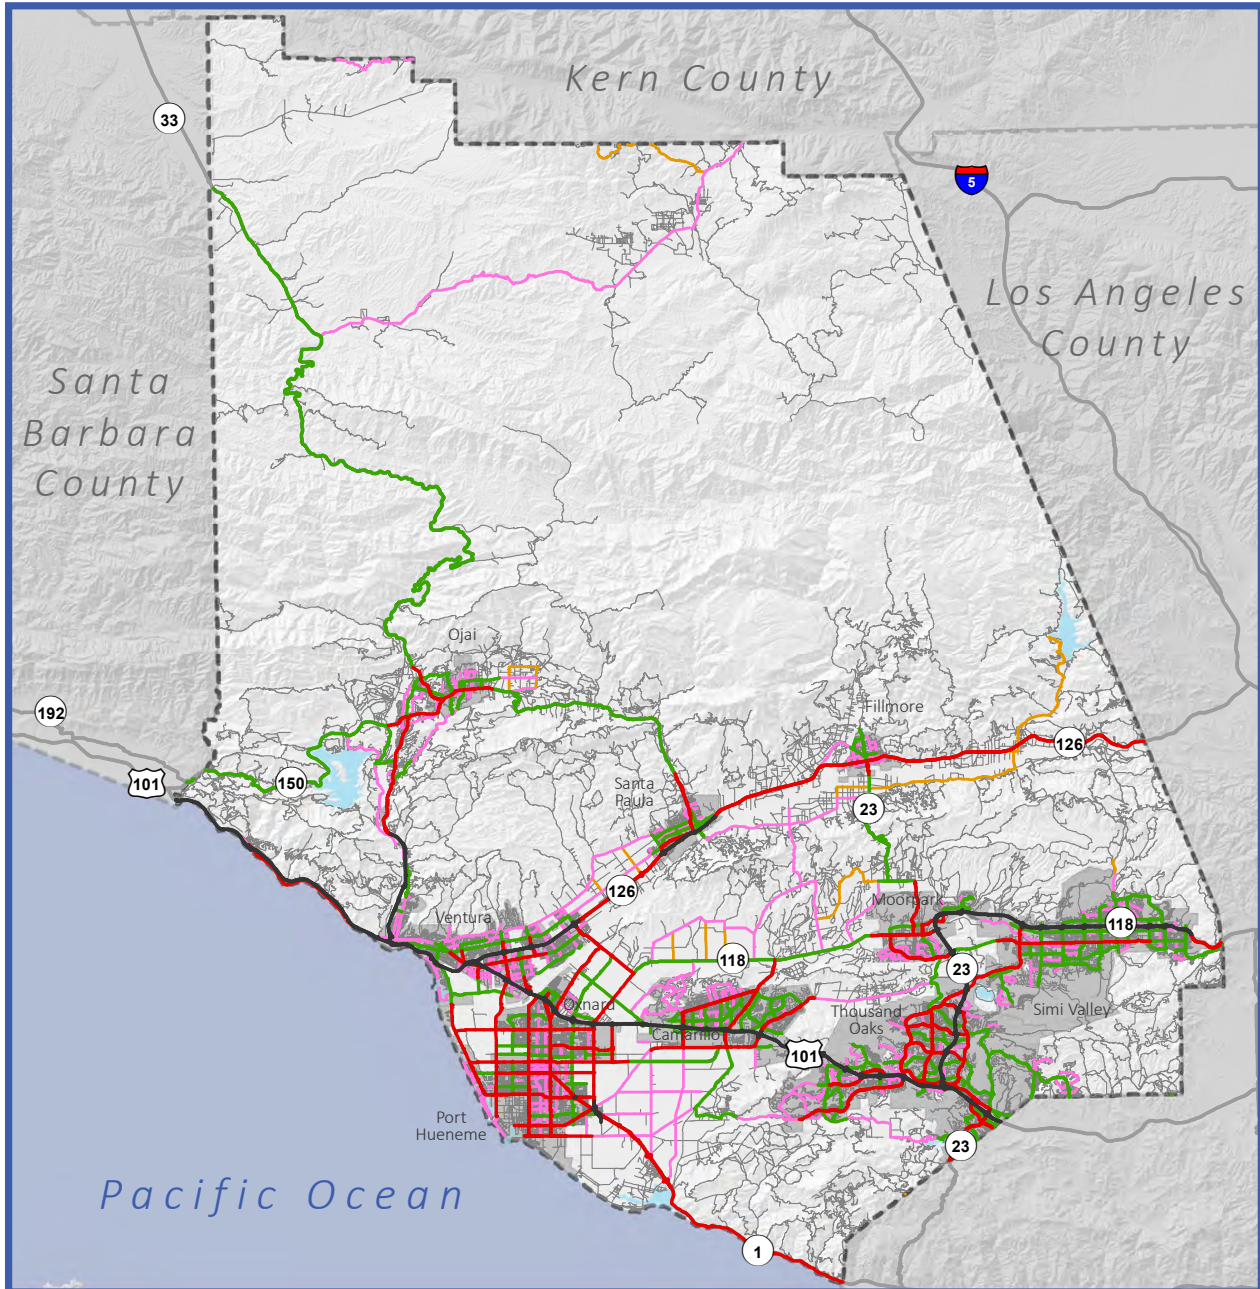 Kern County
33
5
Los Angeles
County
Santa
Barbara
County
Ojai
192
Fillmore
126
101
150
Santa
Paula
23
126
Moorpark
Ventura
118
118
23
Oxnard
Simi Valley
Thousand
Oaks
Camarillo
101
Port
Hueneme
23
Pacific Ocean
1